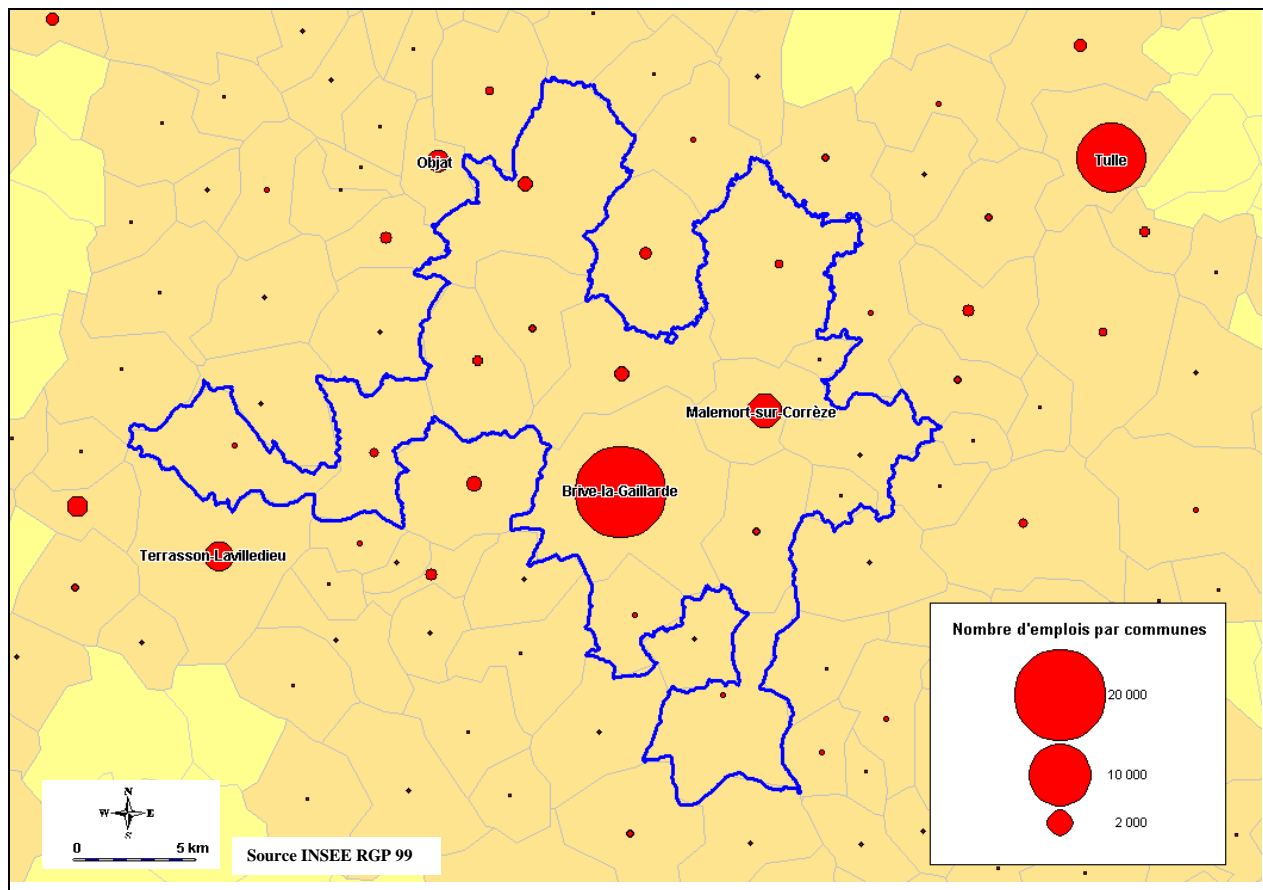 Objat
Tulle
Malemort-sur-Corrèze
Brive-la-Gaillarde
Terrasson-Lavilledieu
Nombre d'emplois par communes
20 000
10 000
2 000
N
W E
S
0 5 km
Source INSEE RGP 99